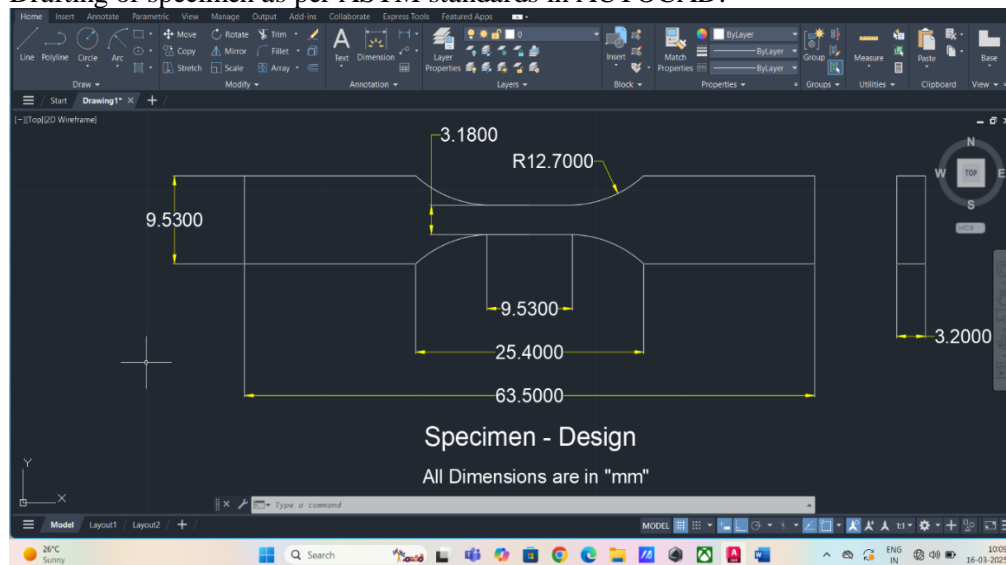 Drafting of specimen as per ASTM standards in AUTOCAD:
Home Insert Annotate Parametric View Manage Output Add-ins Collaborate Express Tools Featured Apps
Line Polyline Circle Arc
Move Rotate Trim
Copy Mirror Fillet
Stretch Scale Array
Text Dimension
Layer Properties
0
Insert
Match Properties
ByLayer
ByLayer
ByLayer
Group
Measure
Paste
Base
Draw Modify Annotation Layers Block Properties Groups Utilities Clipboard View
Start Drawing1*
[–][Top][2D Wireframe]
N
W TOP E
S
WCS
3.1800
R12.7000
9.5300
9.5300
3.2000
25.4000
63.5000
Specimen - Design
All Dimensions are in "mm"
Y
X
Type a command
Model Layout1 Layout2
MODEL 1:1
26°C
Sunny
Search
ENG
IN
10:09
16-03-2025